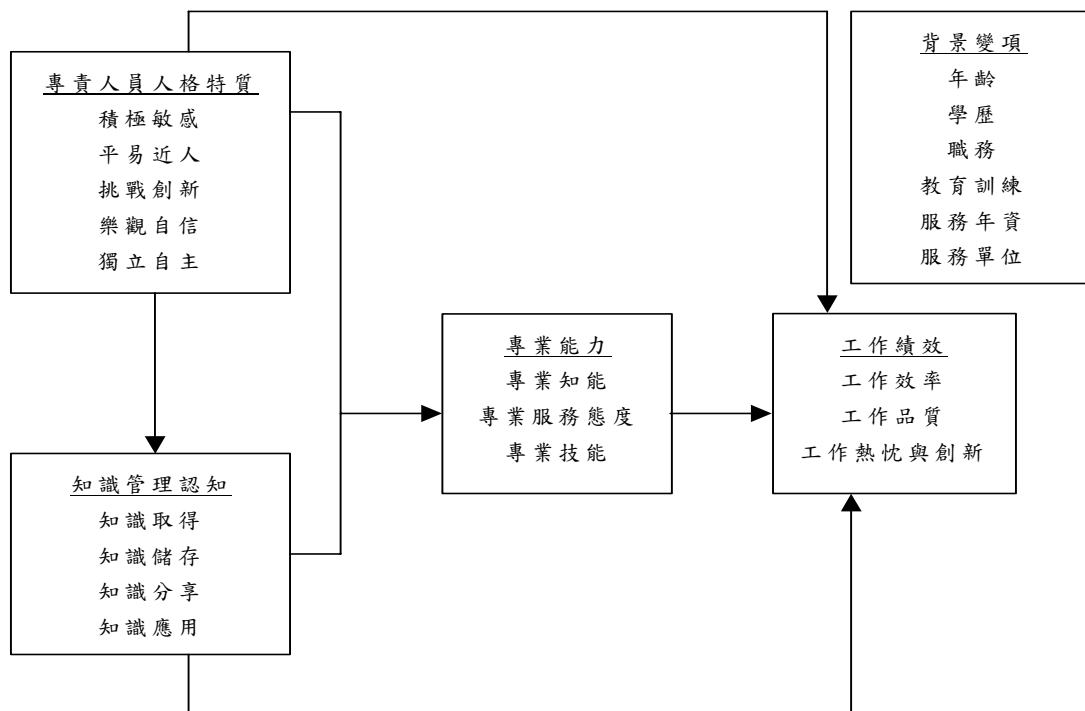 專責人員人格特質
積極敏感
平易近人
挑戰創新
樂觀自信
獨立自主
背景變項
年齡
學歷
職務
教育訓練
服務年資
服務單位
專業能力
專業知能
專業服務態度
專業技能
工作績效
工作效率
工作品質
工作熱忱與創新
知識管理認知
知識取得
知識儲存
知識分享
知識應用